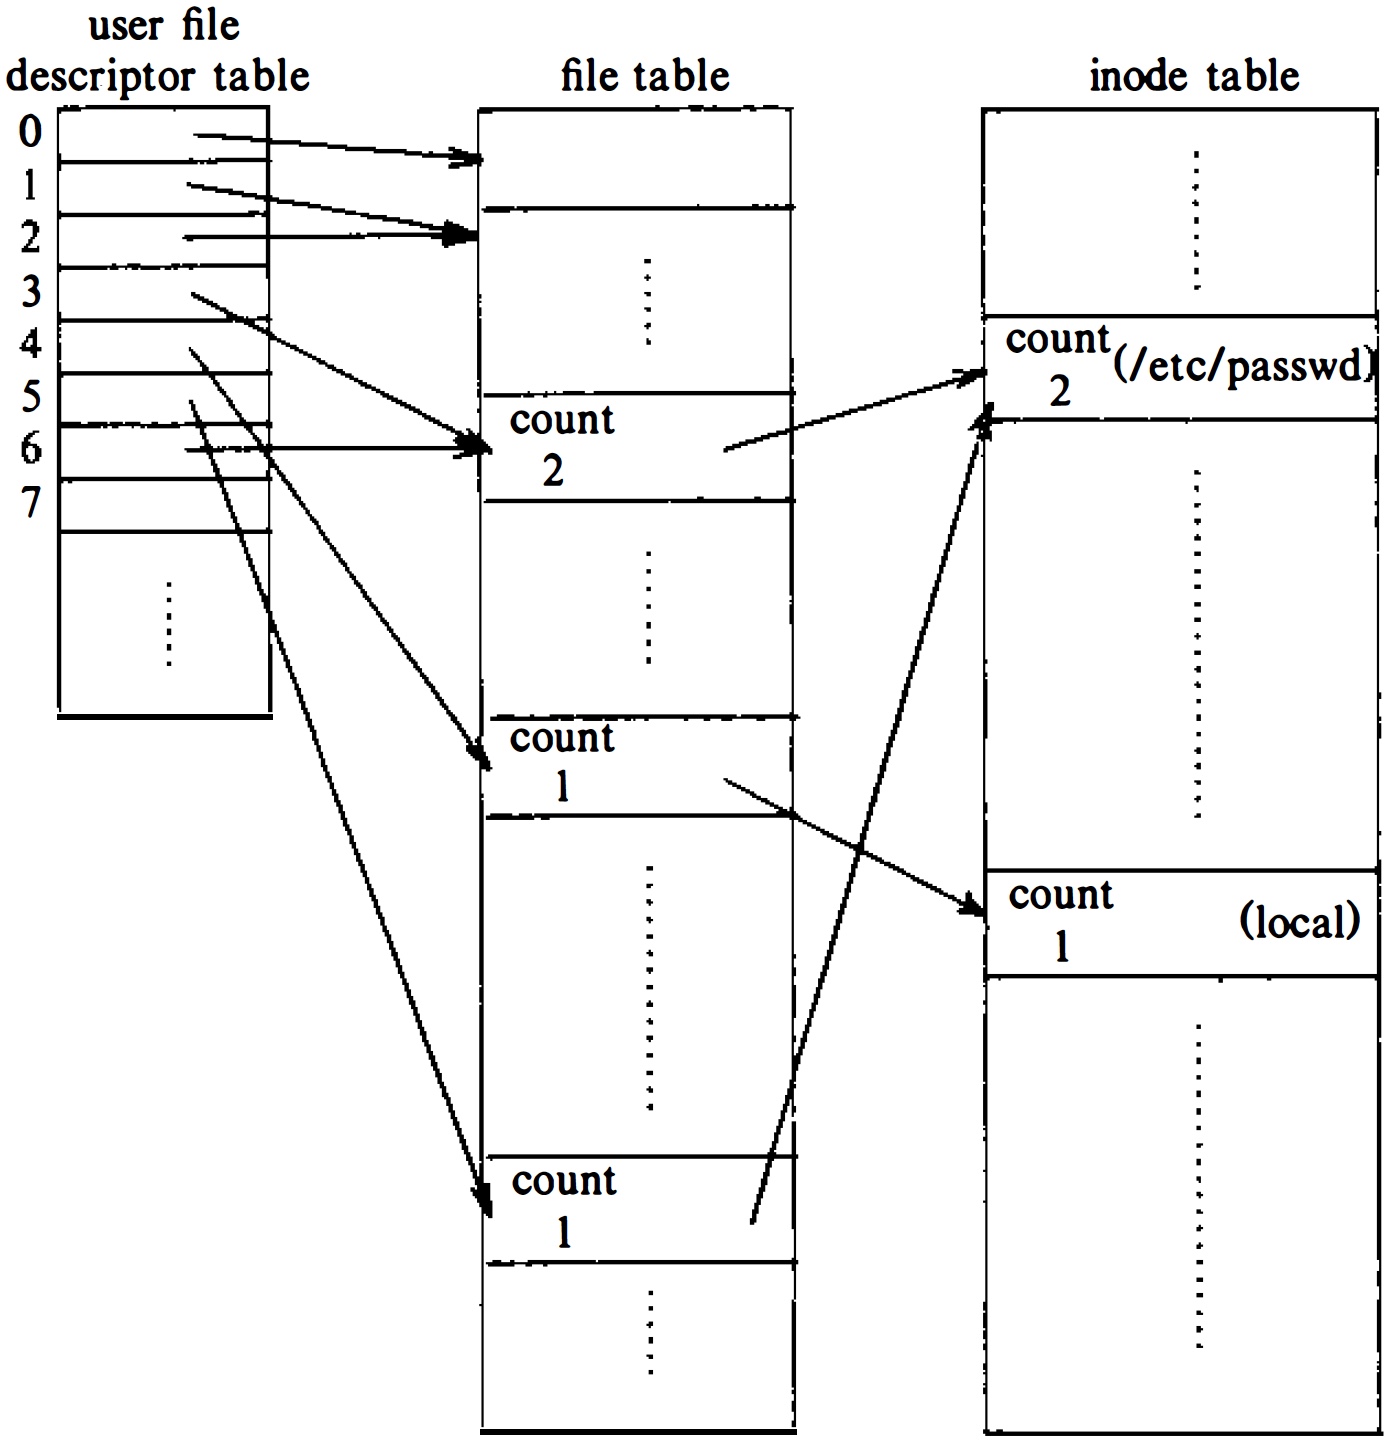 user file
descriptor table
file table
inode table
0
1
2
3
4
5
6
7
count
2
count
1
count
1
count
2
(/etc/passwd)
count
1
(local)